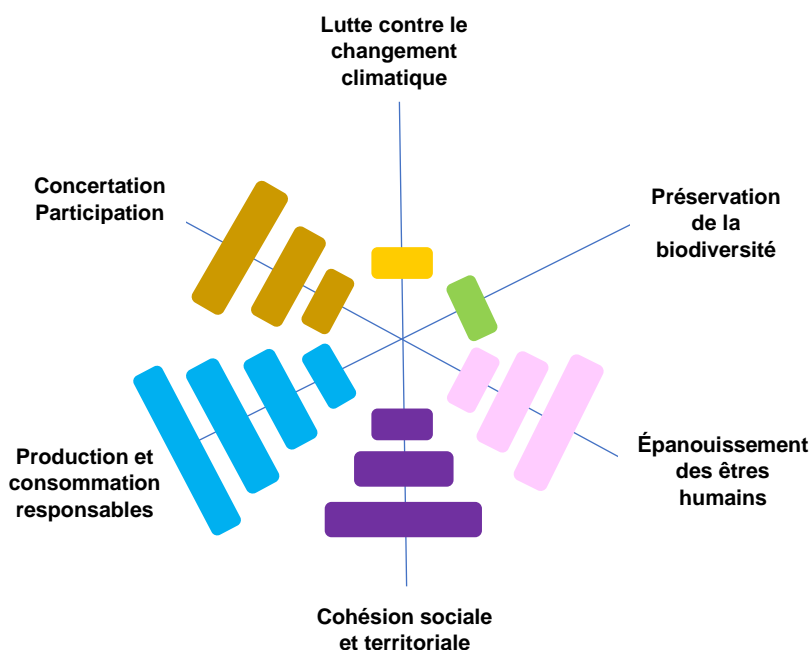 Lutte contre le
changement
climatique
Concertation
Participation
Préservation
de la
biodiversité
Production et
consommation
responsables
Épanouissement
des êtres
humains
Cohésion sociale
et territoriale